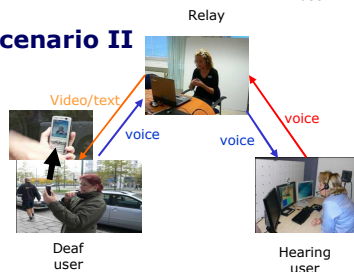 Relay
cenario II
Video/text
voice
voice
voice
Deaf
user
Hearing
user